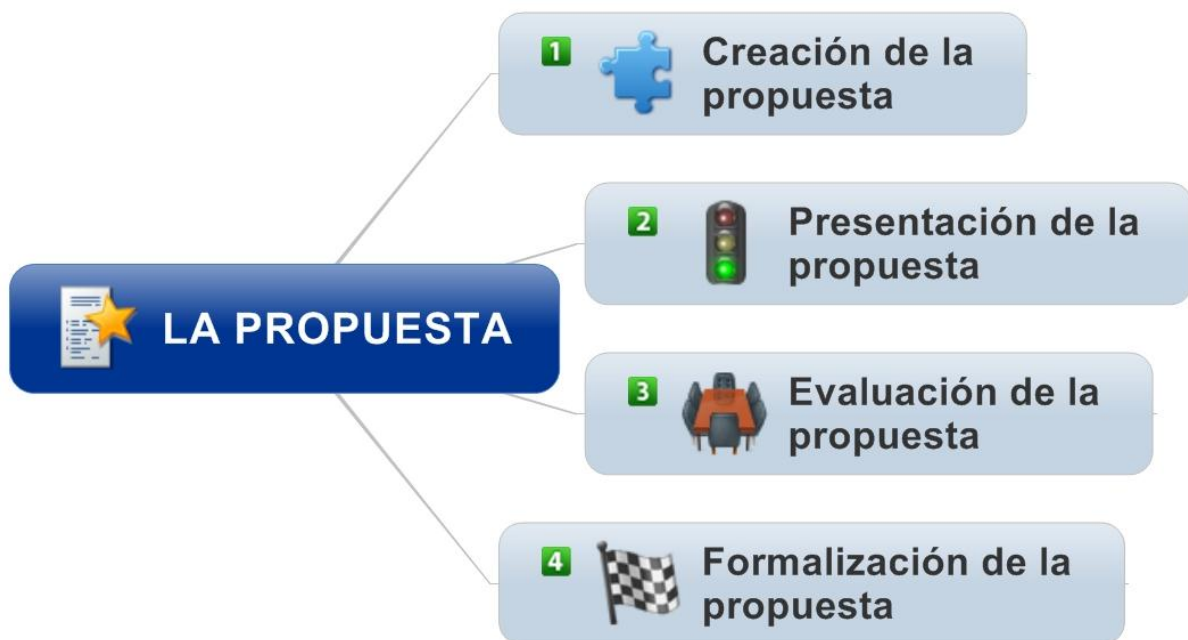 1
Creación de la
propuesta
2
Presentación de la
propuesta
LA PROPUESTA
3
Evaluación de la
propuesta
4
Formalización de la
propuesta